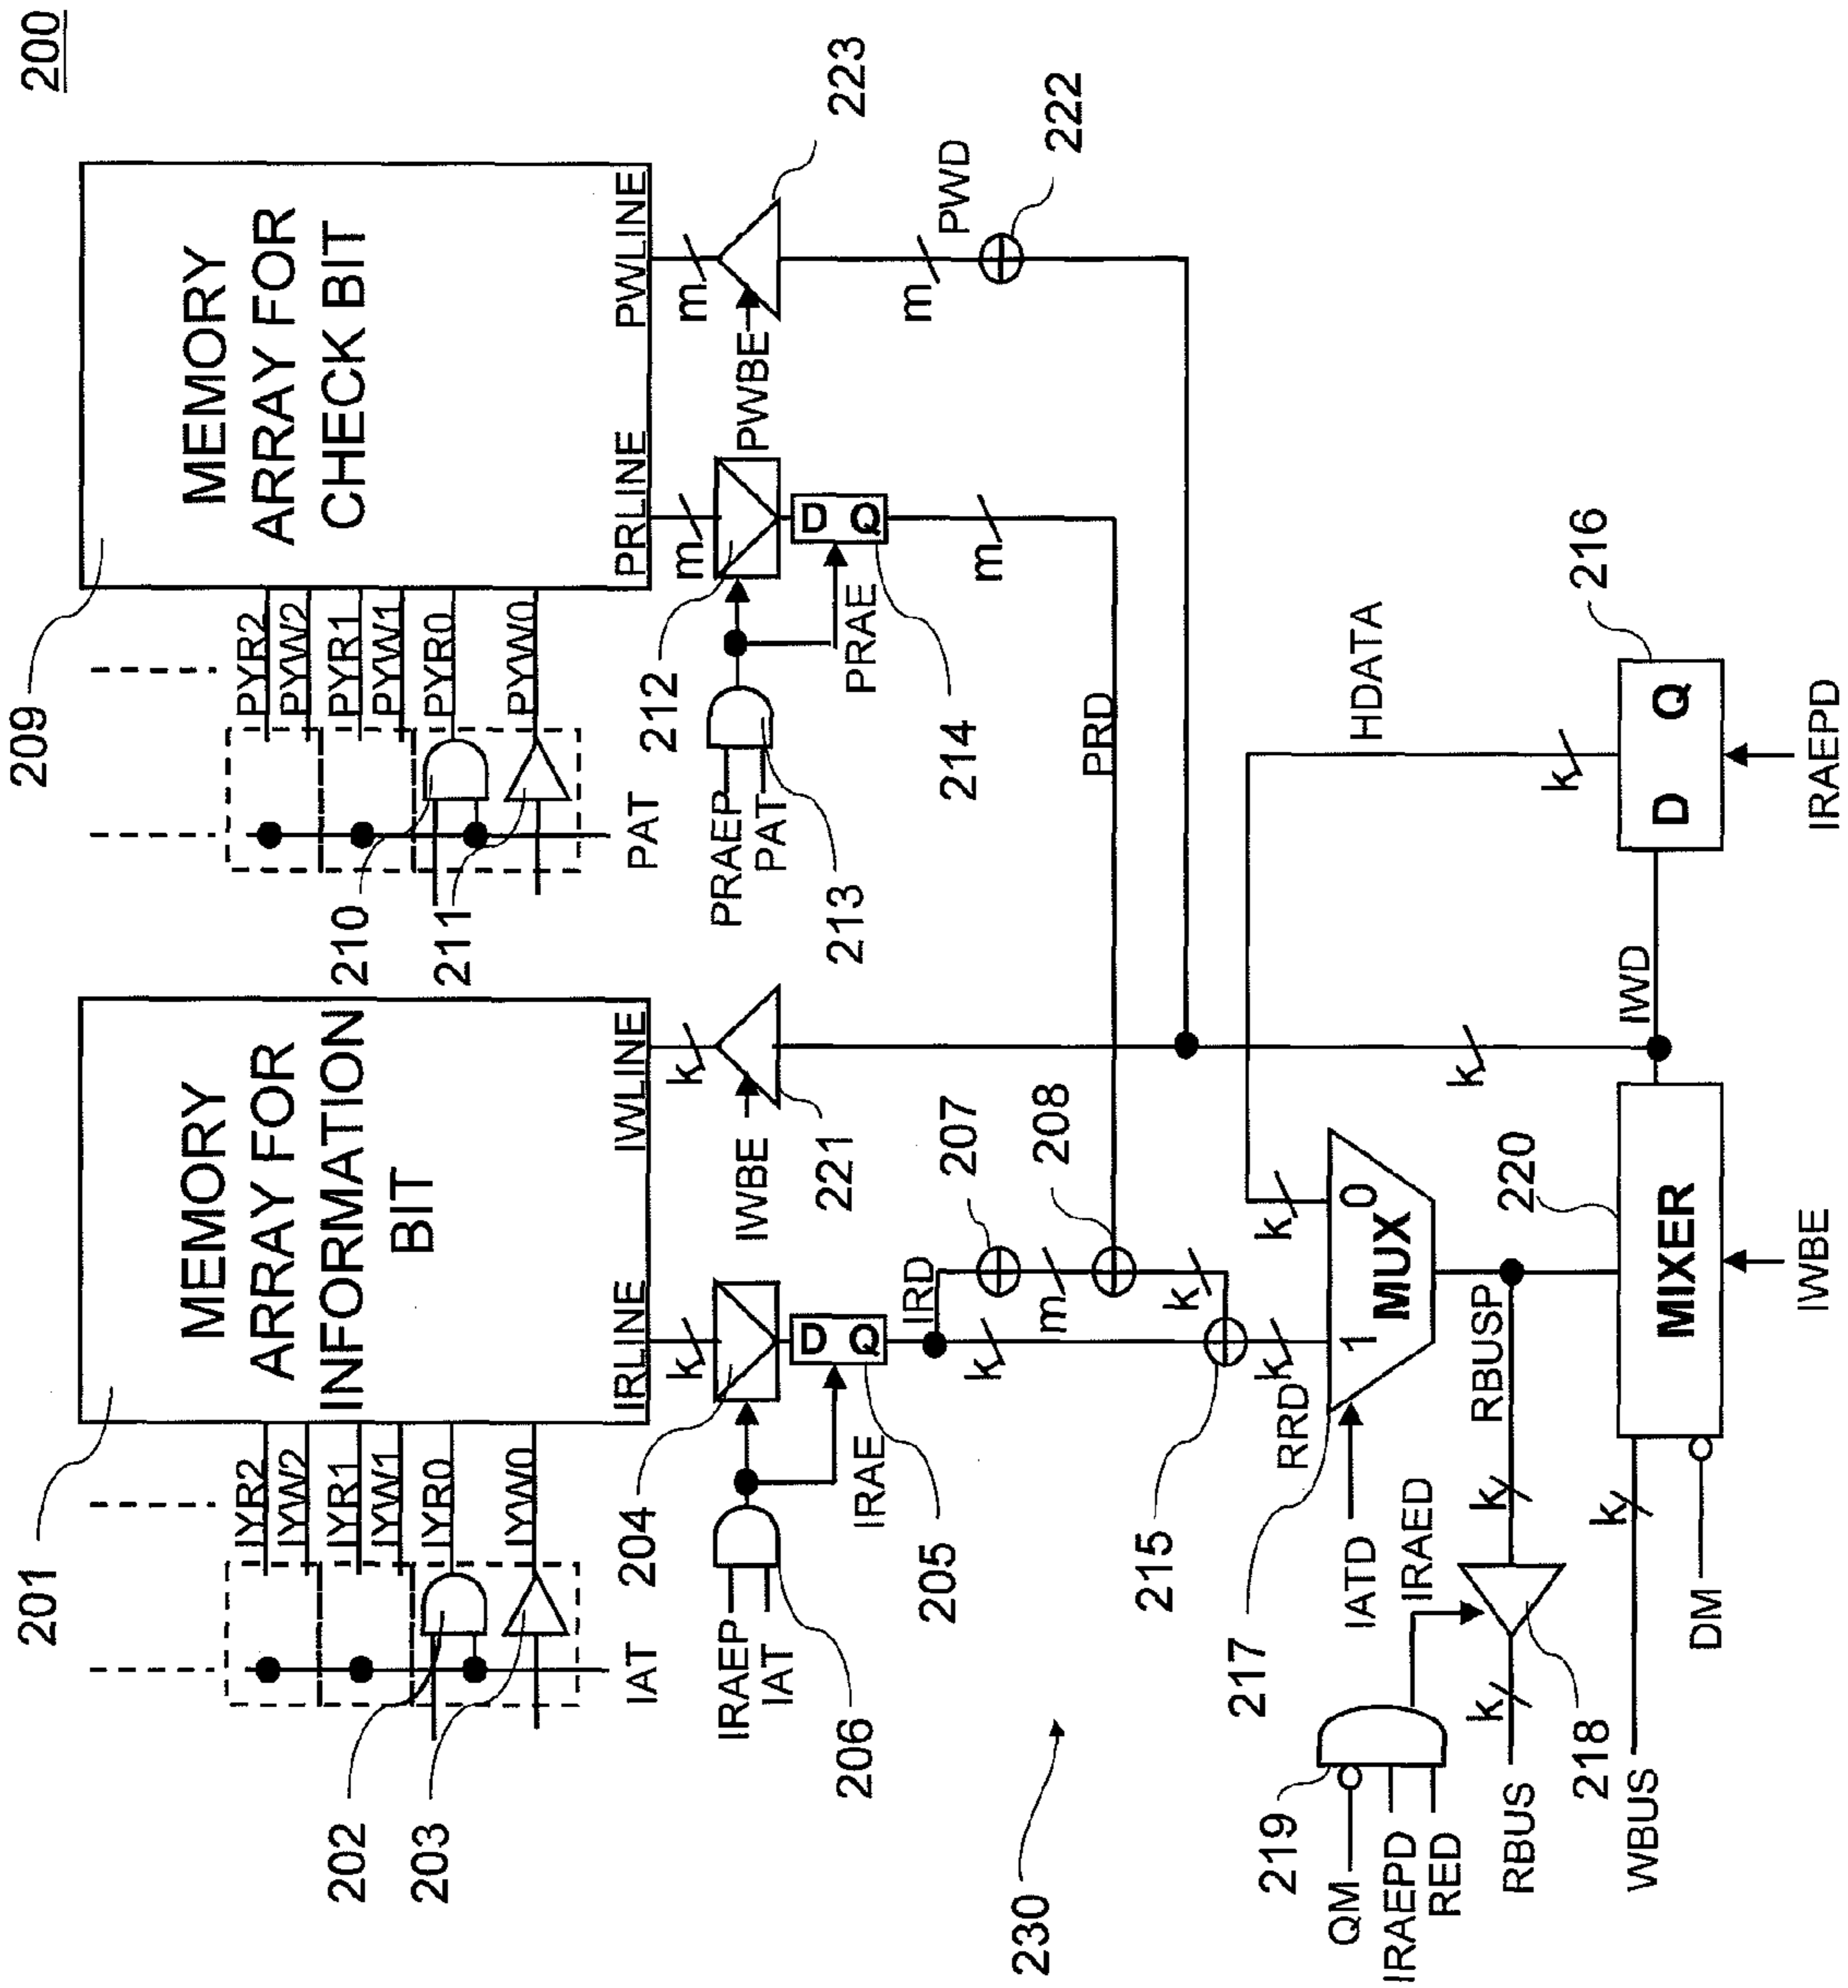 200
MEMORY
ARRAY FOR
INFORMATION
BIT
IRLINE
IWLINE
201
IYR2
IYW2
IYR1
IYW1
IYR0
IYW0
IAT
202
203
MEMORY
ARRAY FOR
CHECK BIT
PRLINE
PWLINE
209
PYR2
PYW2
PYR1
PYW1
PYR0
PYW0
PAT
210
211
k
204
IRAEP
IAT
206
D Q
IRAE
205
k
IWBE
221
m
212
PRAEP
PAT
213
D Q
PRAE
214
m
m
PWBE
223
m
PWD
222
IRD
k
207
m
208
k
PRD
215
RRD
k
k
HDATA
1 0
MUX
217
IATD
IRAED
RBUSP
k
k
218
219
QM
IRAEPD
RED
RBUS
WBUS
k
DM
MIXER
220
IWBE
k
IWD
D Q
k
216
IRAEPD
230